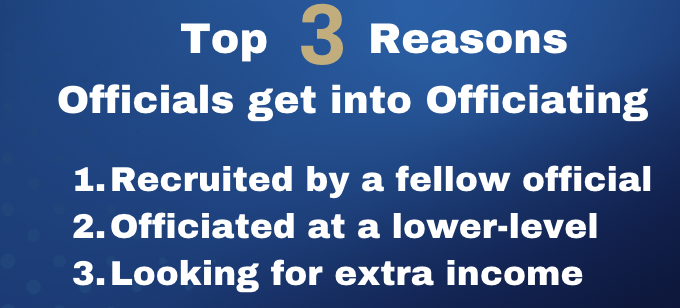 Top 3 Reasons
Officials get into Officiating
1. Recruited by a fellow official
2. Officiated at a lower-level
3. Looking for extra income